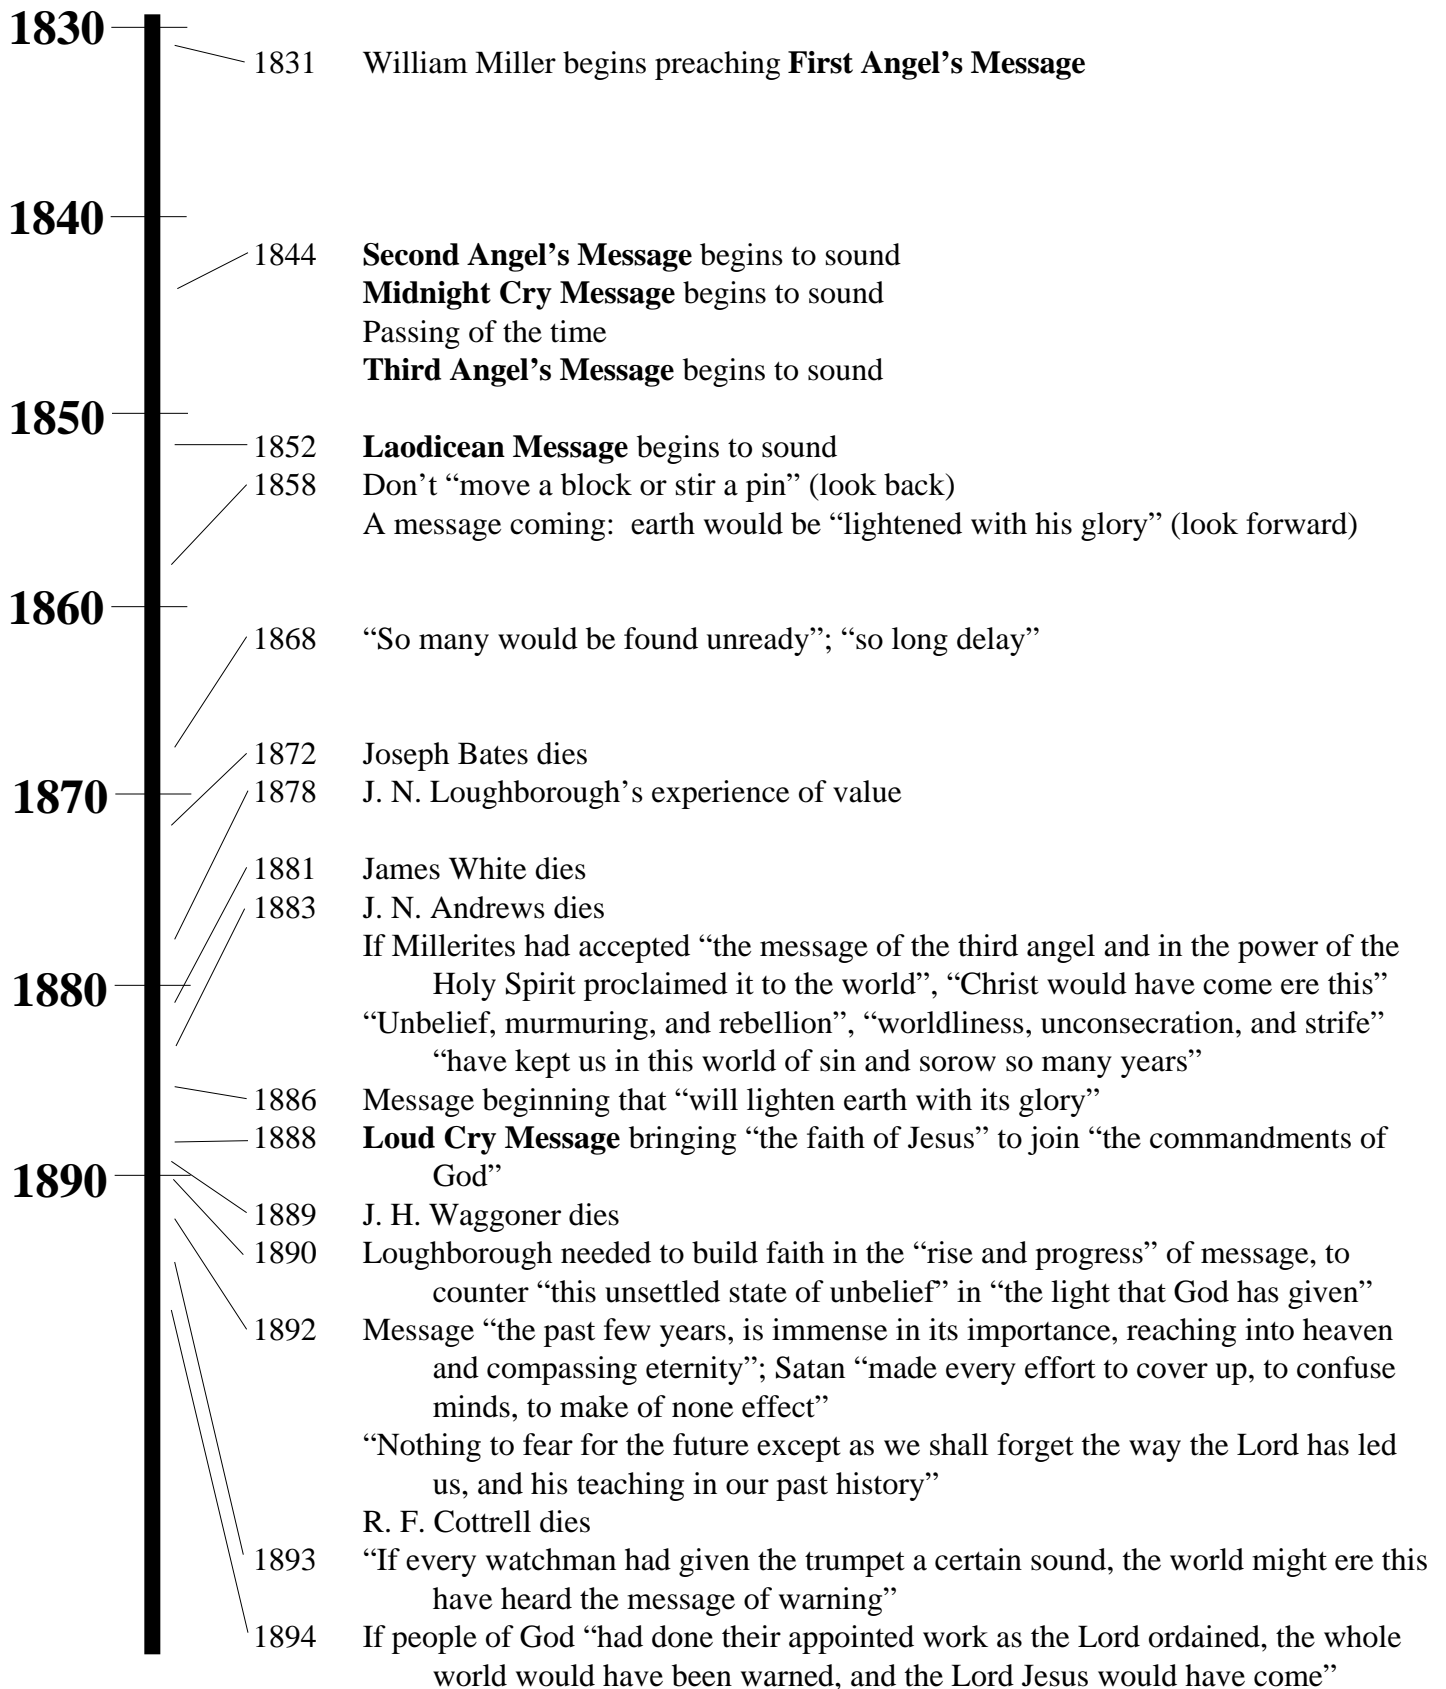 1830
1831 William Miller begins preaching First Angel’s Message
1840
1844 Second Angel’s Message begins to sound
Midnight Cry Message begins to sound
Passing of the time
Third Angel’s Message begins to sound
1850
1852 Laodicean Message begins to sound
1858 Don’t “move a block or stir a pin” (look back)
A message coming: earth would be “lightened with his glory” (look forward)
1860
1868 “So many would be found unready”; “so long delay”
1872 Joseph Bates dies
1870
1878 J. N. Loughborough’s experience of value
1881 James White dies
1883 J. N. Andrews dies
If Millerites had accepted “the message of the third angel and in the power of the
1880
Holy Spirit proclaimed it to the world”, “Christ would have come ere this”
“Unbelief, murmuring, and rebellion”, “worldliness, unconsecration, and strife”
“have kept us in this world of sin and sorow so many years”
1886 Message beginning that “will lighten earth with its glory”
1888 Loud Cry Message bringing “the faith of Jesus” to join “the commandments of
God”
1890
1889 J. H. Waggoner dies
1890 Loughborough needed to build faith in the “rise and progress” of message, to
counter “this unsettled state of unbelief” in “the light that God has given”
1892 Message “the past few years, is immense in its importance, reaching into heaven
and compassing eternity”; Satan “made every effort to cover up, to confuse
minds, to make of none effect”
“Nothing to fear for the future except as we shall forget the way the Lord has led
us, and his teaching in our past history”
R. F. Cottrell dies
1893 “If every watchman had given the trumpet a certain sound, the world might ere this
have heard the message of warning”
1894 If people of God “had done their appointed work as the Lord ordained, the whole
world would have been warned, and the Lord Jesus would have come”